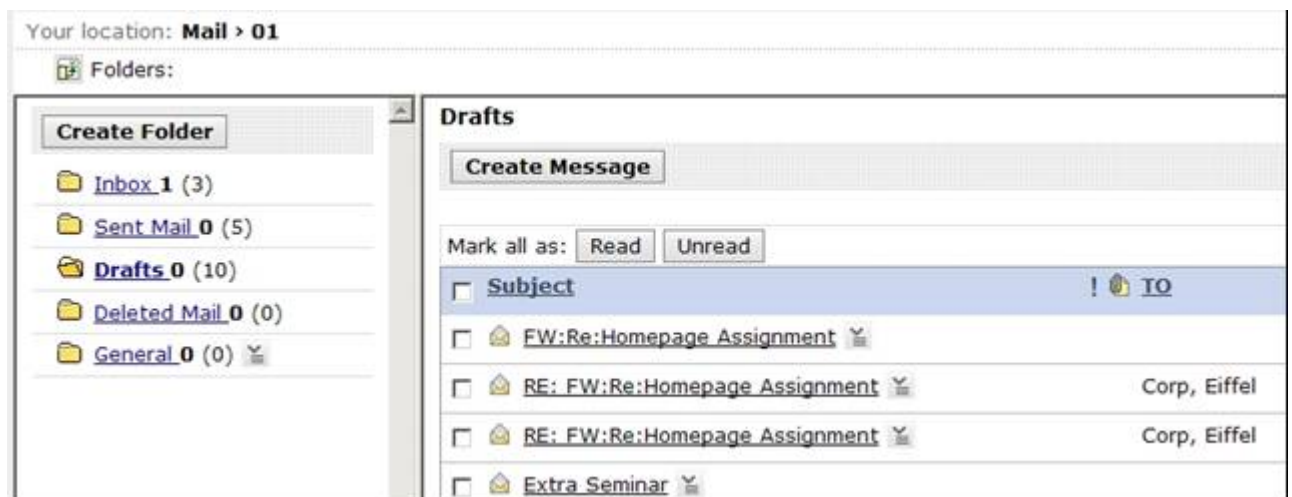 Your location: Mail › 01
Folders:
Create Folder
Inbox 1 (3)
Sent Mail 0 (5)
Drafts 0 (10)
Deleted Mail 0 (0)
General 0 (0)
Drafts
Create Message
Mark all as: Read Unread
Subject ! TO
FW:Re:Homepage Assignment
RE: FW:Re:Homepage Assignment Corp, Eiffel
RE: FW:Re:Homepage Assignment Corp, Eiffel
Extra Seminar